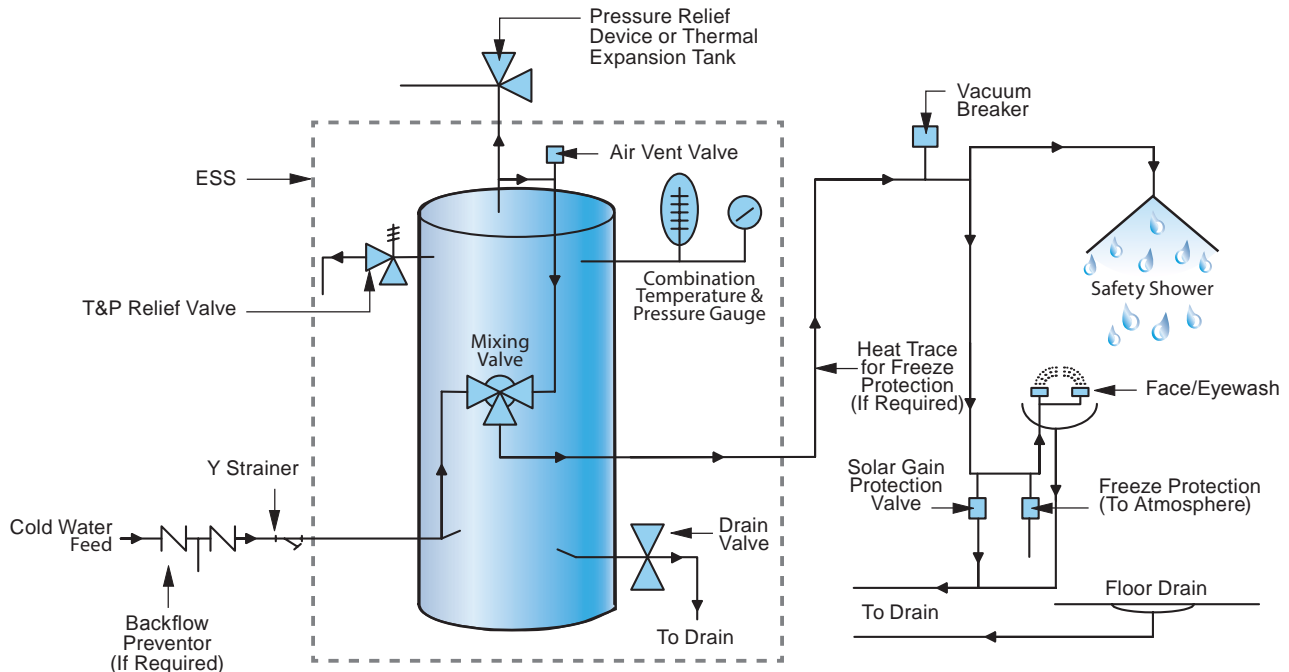 Pressure Relief
Device or Thermal
Expansion Tank
Vacuum
Breaker
Air Vent Valve
ESS
Combination
Temperature &
Pressure Gauge
T&P Relief Valve
Safety Shower
Mixing
Valve
Heat Trace
for Freeze
Protection
(If Required)
Face/Eyewash
Y Strainer
Solar Gain
Protection
Valve
Freeze Protection
(To Atmosphere)
Cold Water
Feed
Drain
Valve
Backflow
Preventor
(If Required)
To Drain
To Drain
Floor Drain